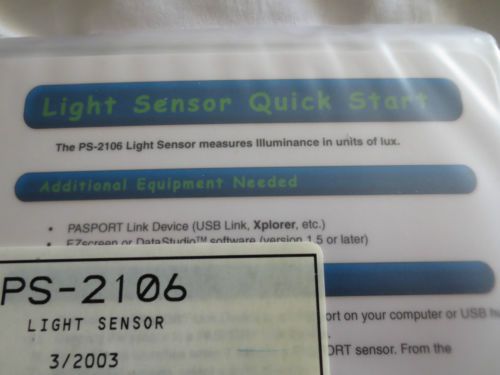 Light Sensor Quick Start
The PS-2106 Light Sensor measures Illuminance in units of lux.
Additional Equipment Needed
• PASPORT Link Device (USB Link, Xplorer, etc.)
• EZscreen or DataStudio™ software (version 1.5 or later)
PS-2106
LIGHT SENSOR
3/2003
port on your computer or USB hu
PORT sensor. From the